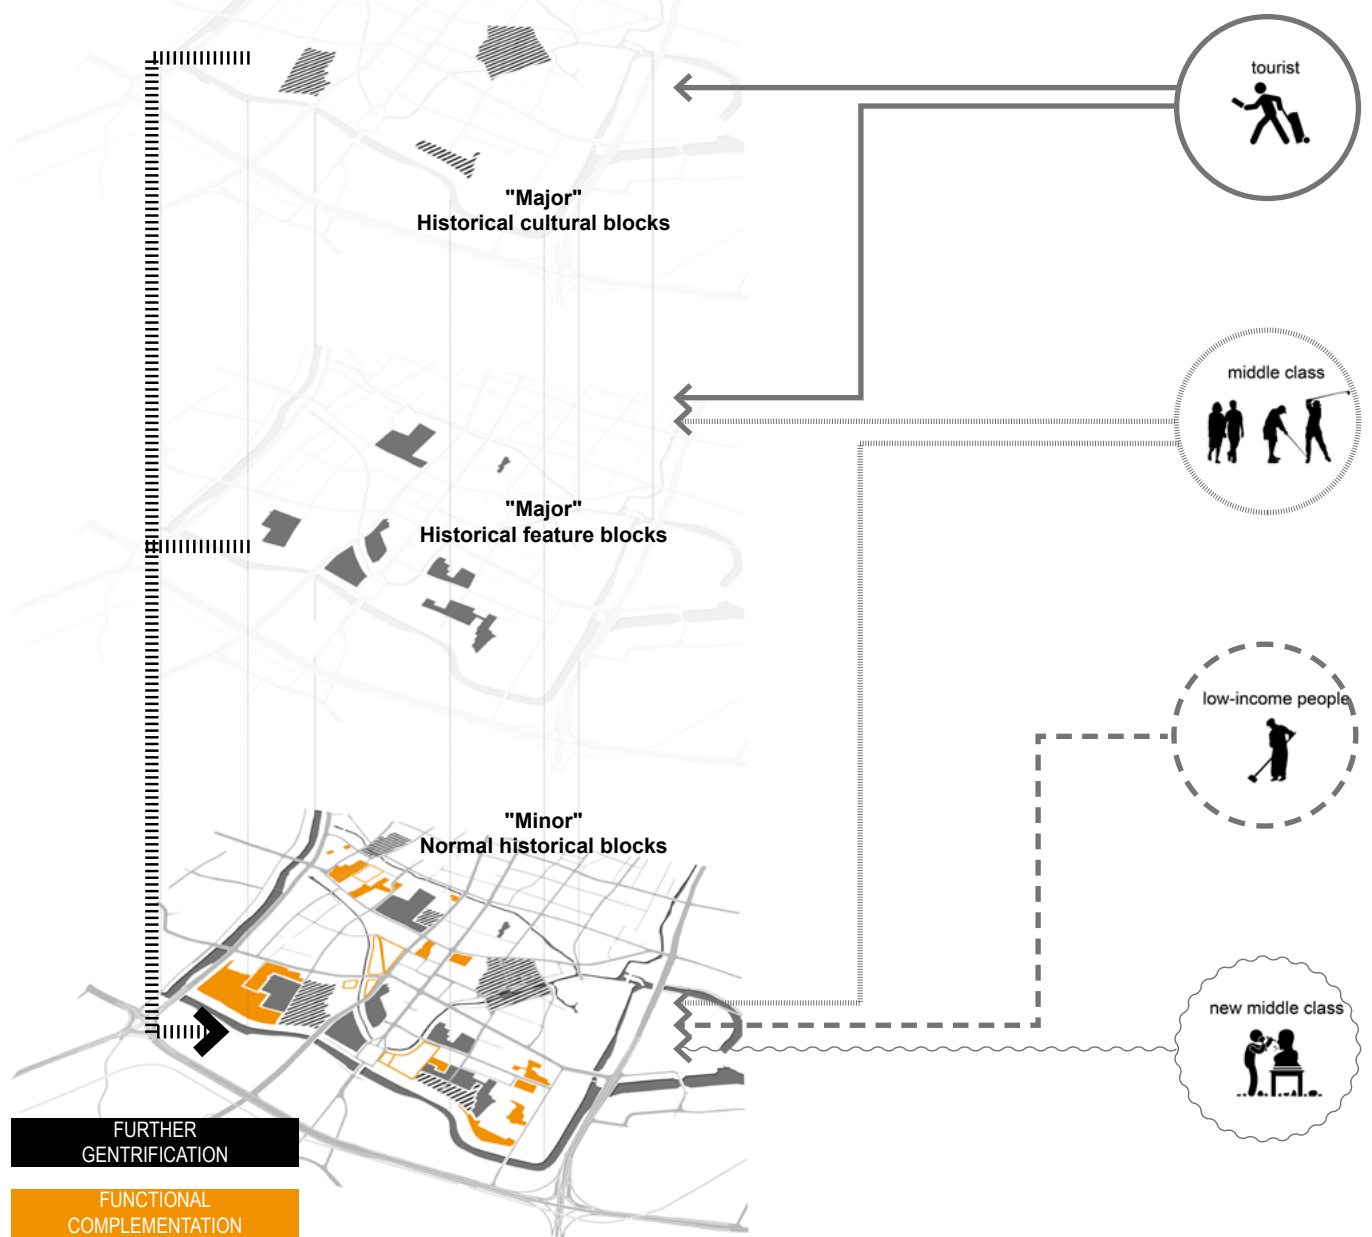 tourist
"Major"
Historical cultural blocks
middle class
"Major"
Historical feature blocks
low-income people
"Minor"
Normal historical blocks
new middle class
FURTHER
GENTRIFICATION
FUNCTIONAL
COMPLEMENTATION